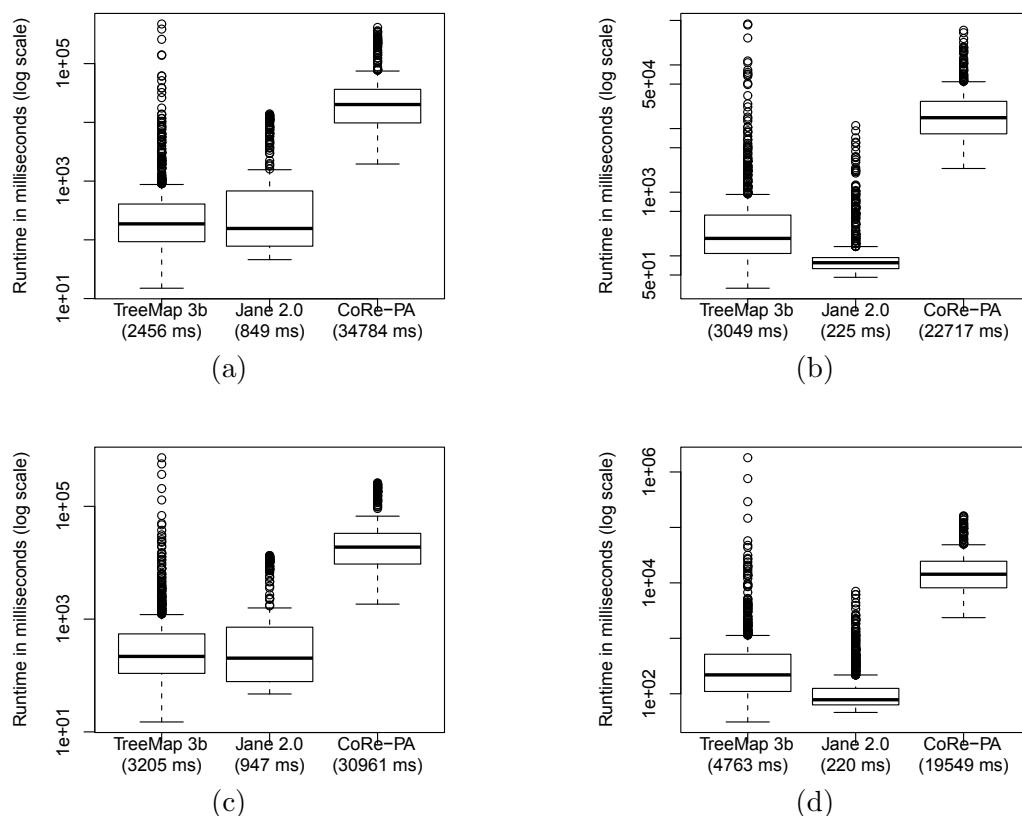 Runtime in milliseconds (log scale)
1e+01 1e+03 1e+05
TreeMap 3b Jane 2.0 CoRe−PA
(2456 ms) (849 ms) (34784 ms)
(a)
Runtime in milliseconds (log scale)
5e+01 1e+03 5e+04
TreeMap 3b Jane 2.0 CoRe−PA
(3049 ms) (225 ms) (22717 ms)
(b)
Runtime in milliseconds (log scale)
1e+01 1e+03 1e+05
TreeMap 3b Jane 2.0 CoRe−PA
(3205 ms) (947 ms) (30961 ms)
(c)
Runtime in milliseconds (log scale)
1e+02 1e+04 1e+06
TreeMap 3b Jane 2.0 CoRe−PA
(4763 ms) (220 ms) (19549 ms)
(d)